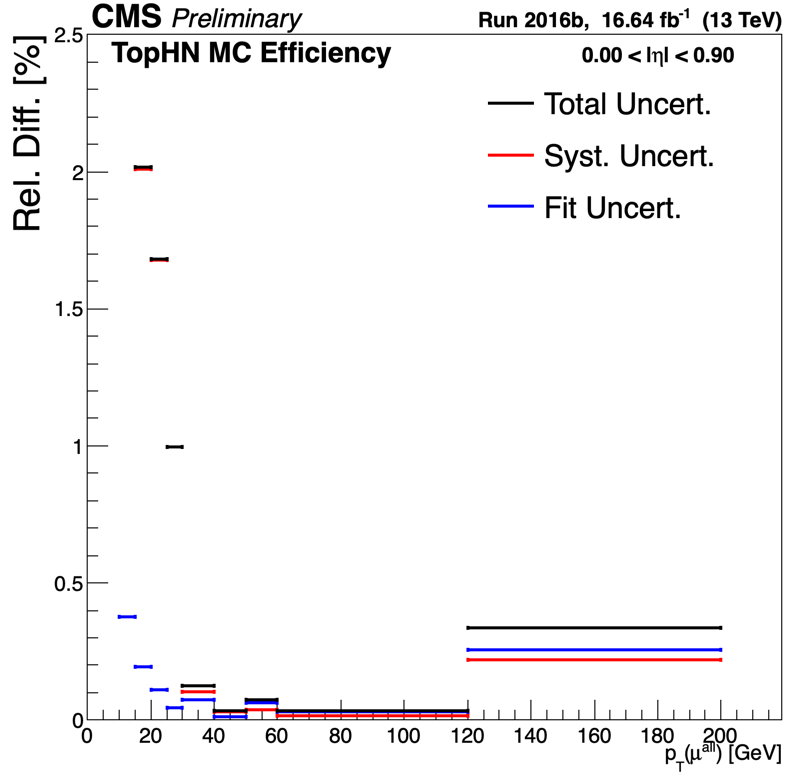 CMS Preliminary Run 2016b, 16.64 fb⁻¹ (13 TeV)
TopHN MC Efficiency 0.00 < |η| < 0.90
Total Uncert.
Syst. Uncert.
Fit Uncert.
Rel. Diff. [%]
2.5
2
1.5
1
0.5
0
0 20 40 60 80 100 120 140 160 180 200
p_T(μ^all) [GeV]